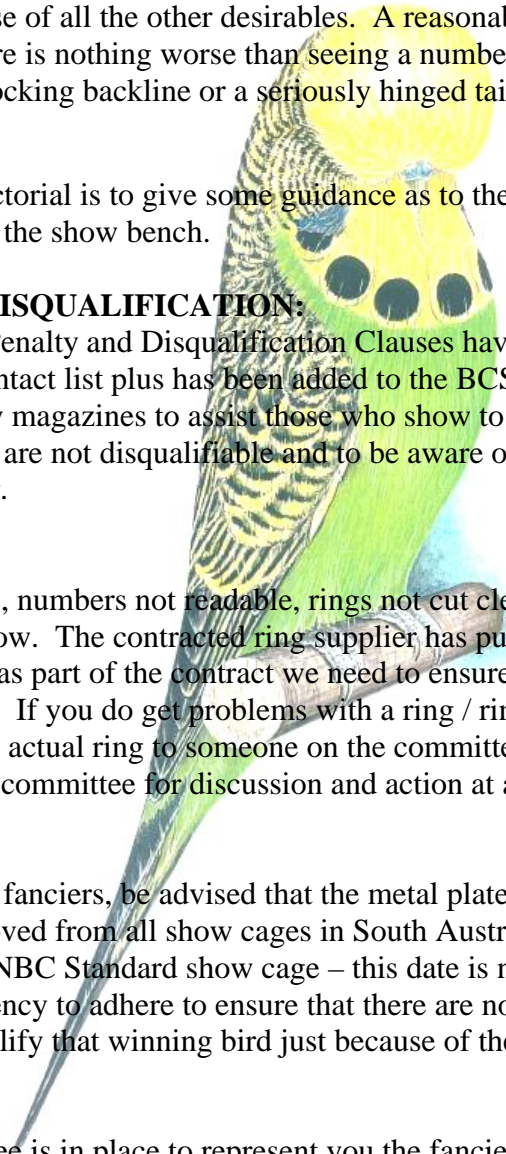 se of all the other desirables. A reasonab
re is nothing worse than seeing a numbe
ocking backline or a seriously hinged tai
ctorial is to give some guidance as to the
the show bench.
ISQUALIFICATION:
Penalty and Disqualification Clauses hav
ntact list plus has been added to the BCS
y magazines to assist those who show to
are not disqualifiable and to be aware o
.
, numbers not readable, rings not cut cle
ow. The contracted ring supplier has pu
as part of the contract we need to ensure
If you do get problems with a ring / rin
actual ring to someone on the committe
committee for discussion and action at a
fanciers, be advised that the metal plate
oved from all show cages in South Austr
NBC Standard show cage – this date is n
ency to adhere to ensure that there are no
lify that winning bird just because of the
ee is in place to represent you the fancie